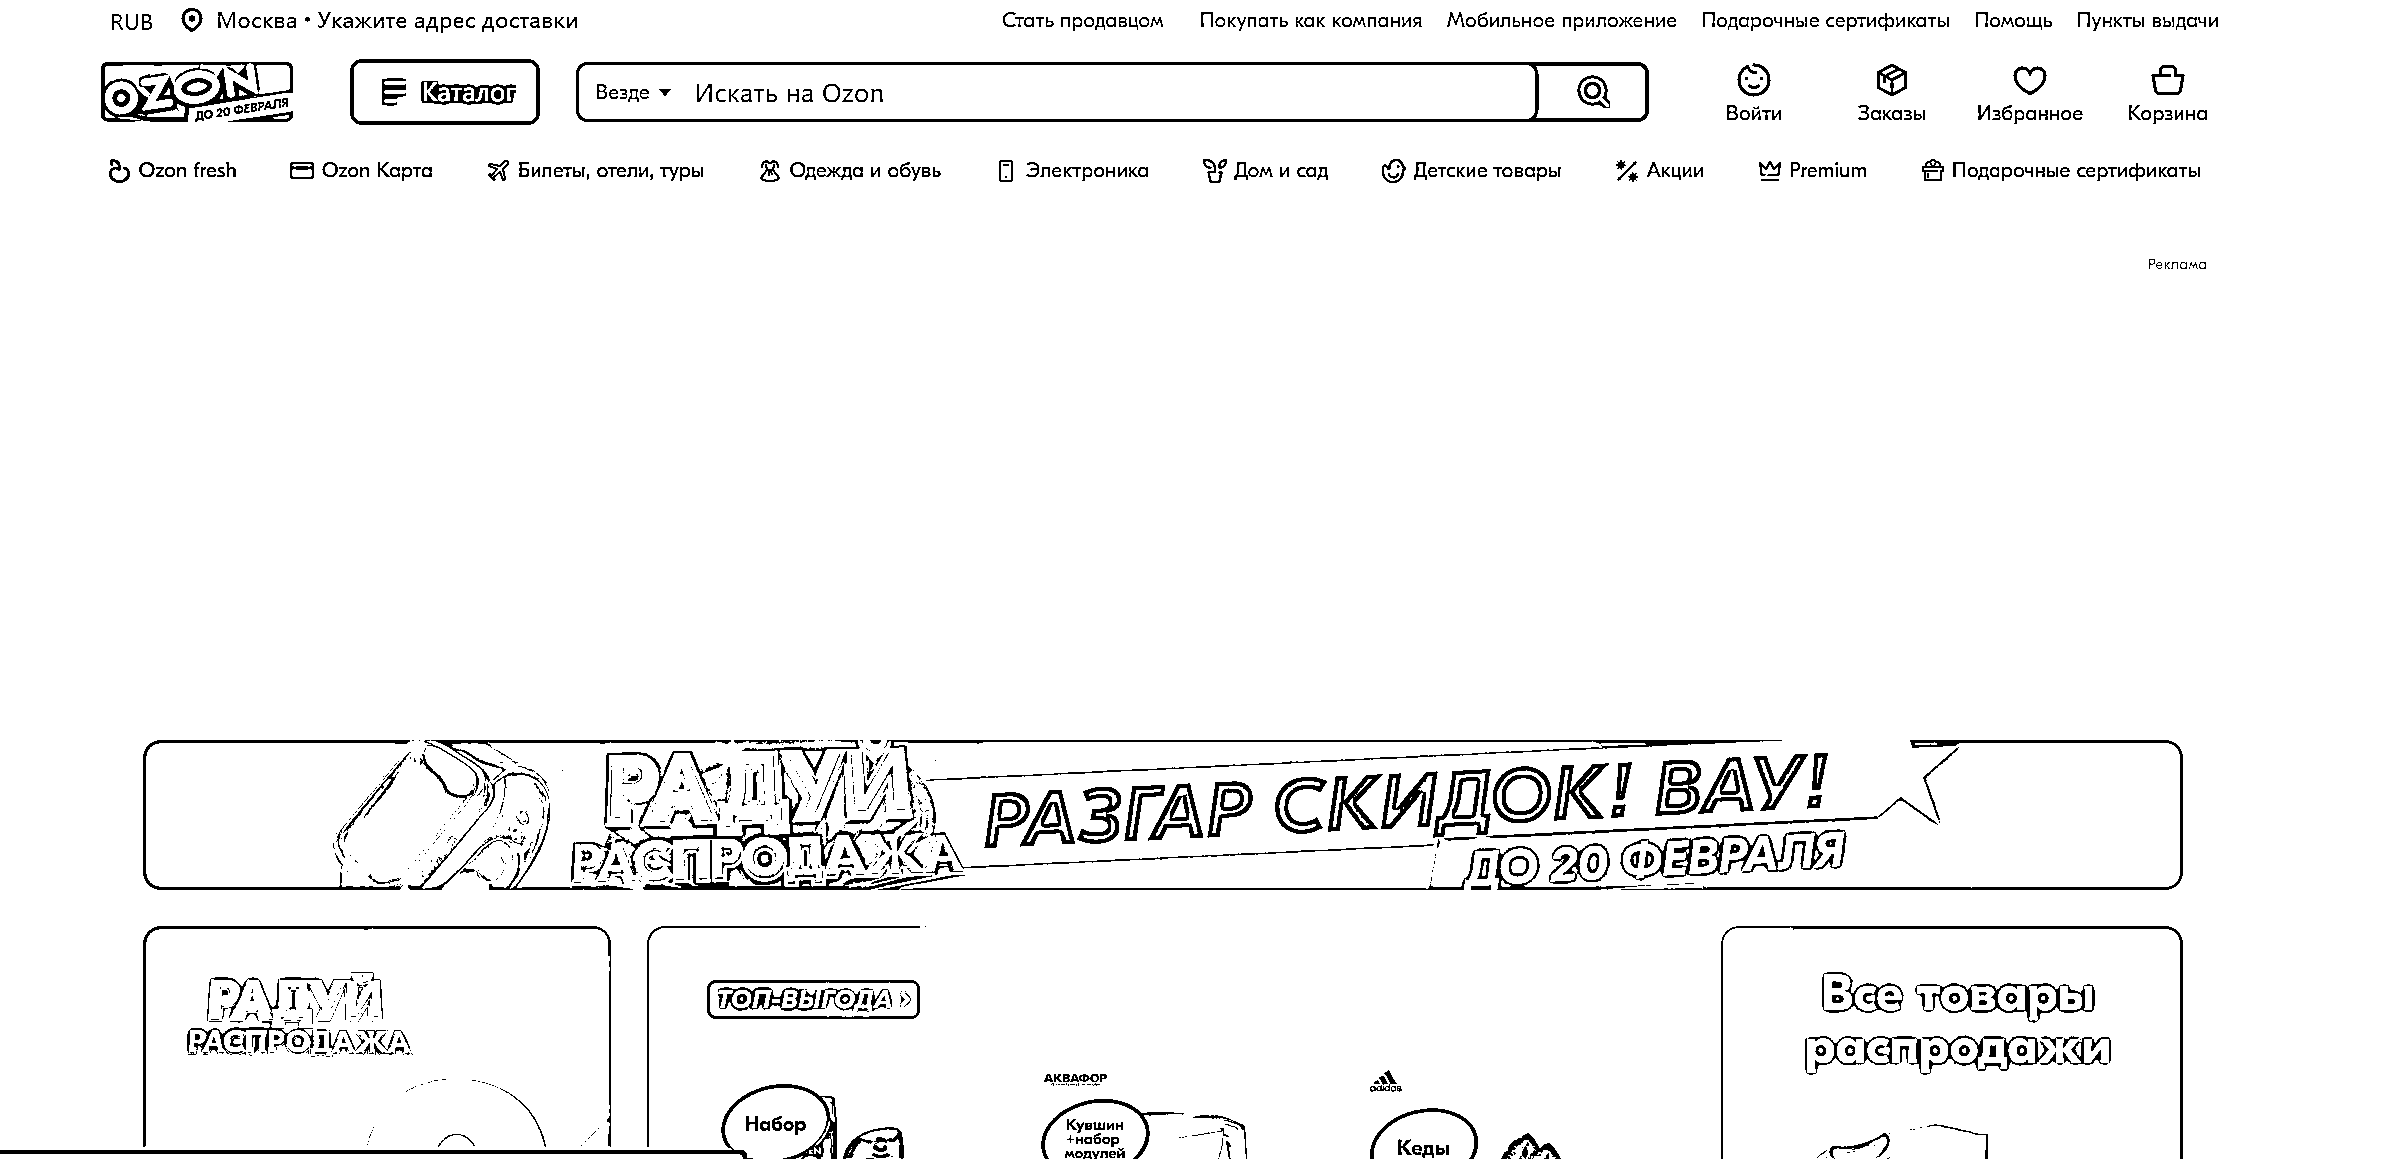 RUB Москва • Укажите адрес доставки Стать продавцом Покупать как компания Мобильное приложение Подарочные сертификаты Помощь Пункты выдачи
OZON
ДО 20 ФЕВРАЛЯ
Каталог
Везде Искать на Ozon
Войти Заказы Избранное Корзина
Ozon fresh Ozon Карта Билеты, отели, туры Одежда и обувь Электроника Дом и сад Детские товары Акции Premium Подарочные сертификаты
Реклама
РАДУЙ
РАСПРОДАЖА
РАЗГАР СКИДОК! ВАУ!
ДО 20 ФЕВРАЛЯ
РАДУЙ
РАСПРОДАЖА
ТОП-ВЫГОДА »
Набор
АКВАФОР
Кувшин
+набор
модулей
adidas
Кеды
Все товары
распродажи